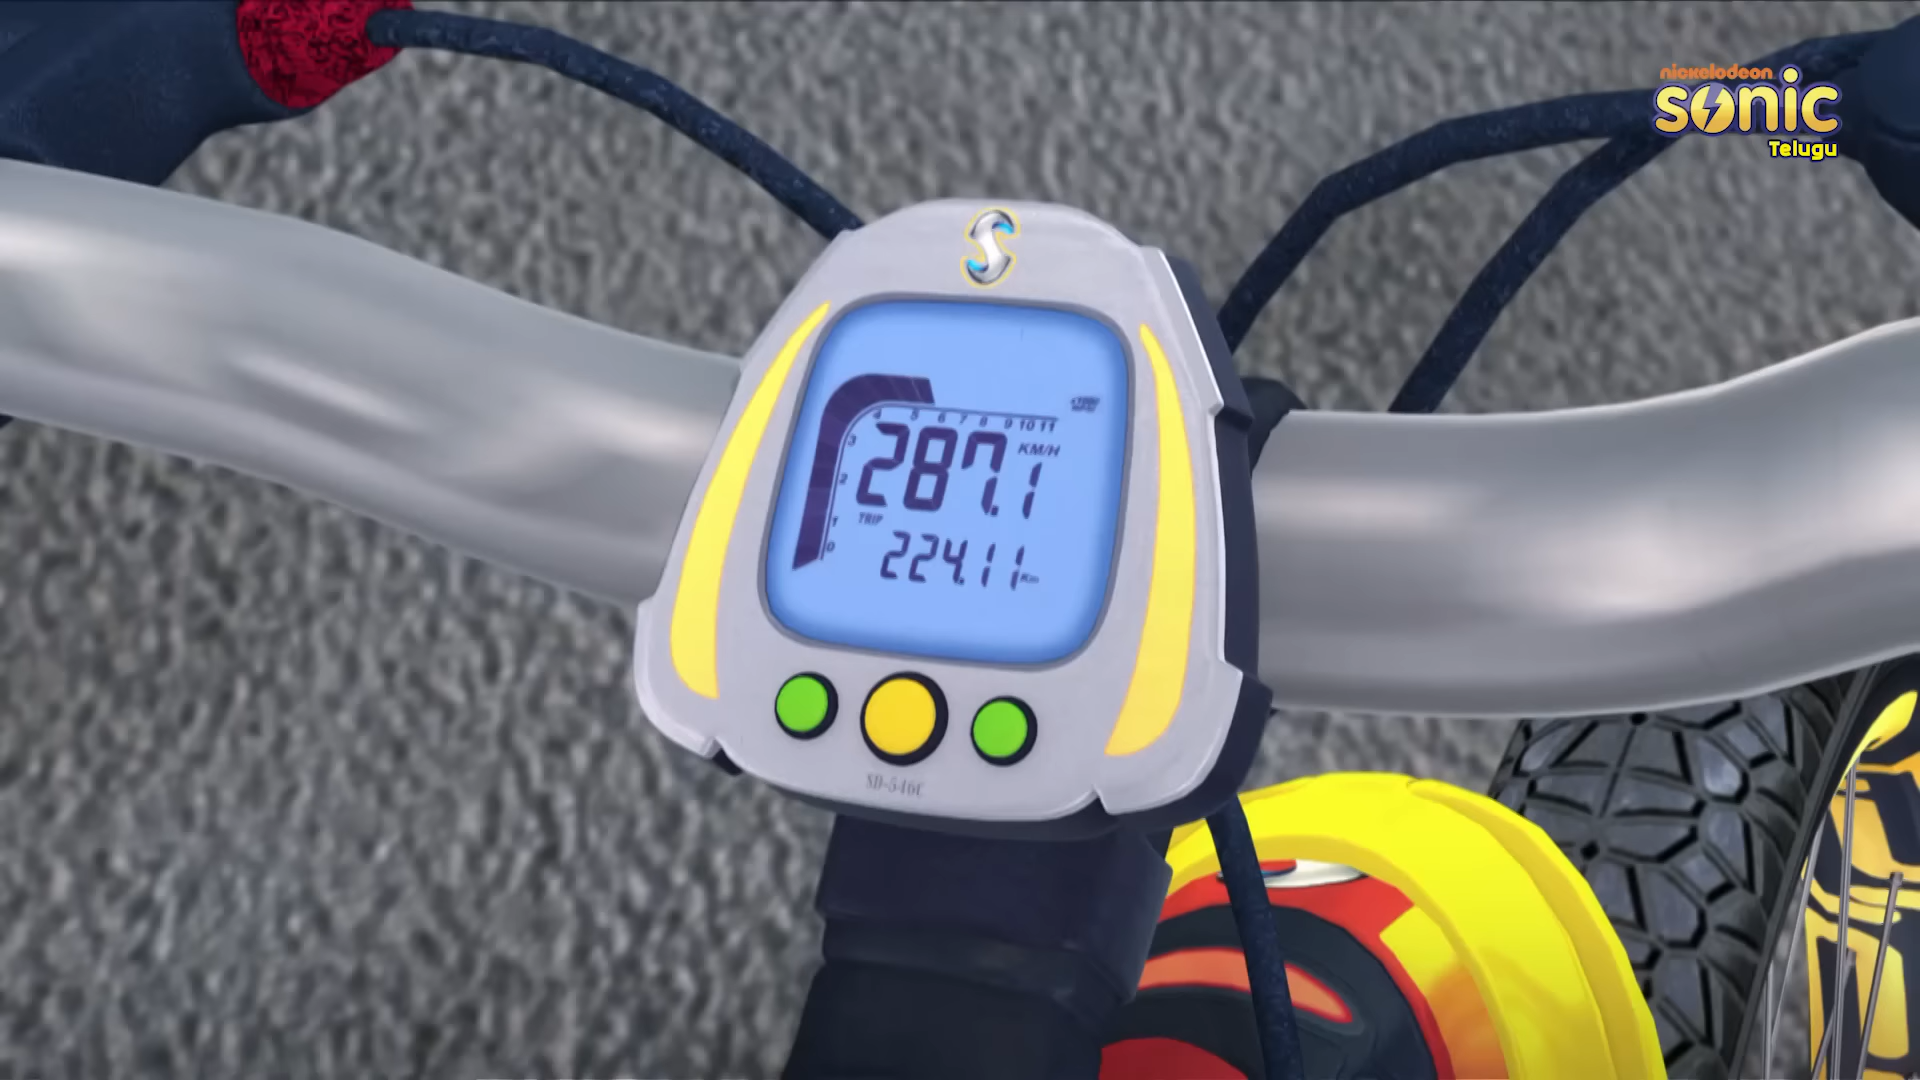 nickelodeon
sonic
Telugu
S
4 5 6 7 8 9 10 11
3
2
1
0
287.1 KM/H
TRIP
224.11 Km
SD-546C